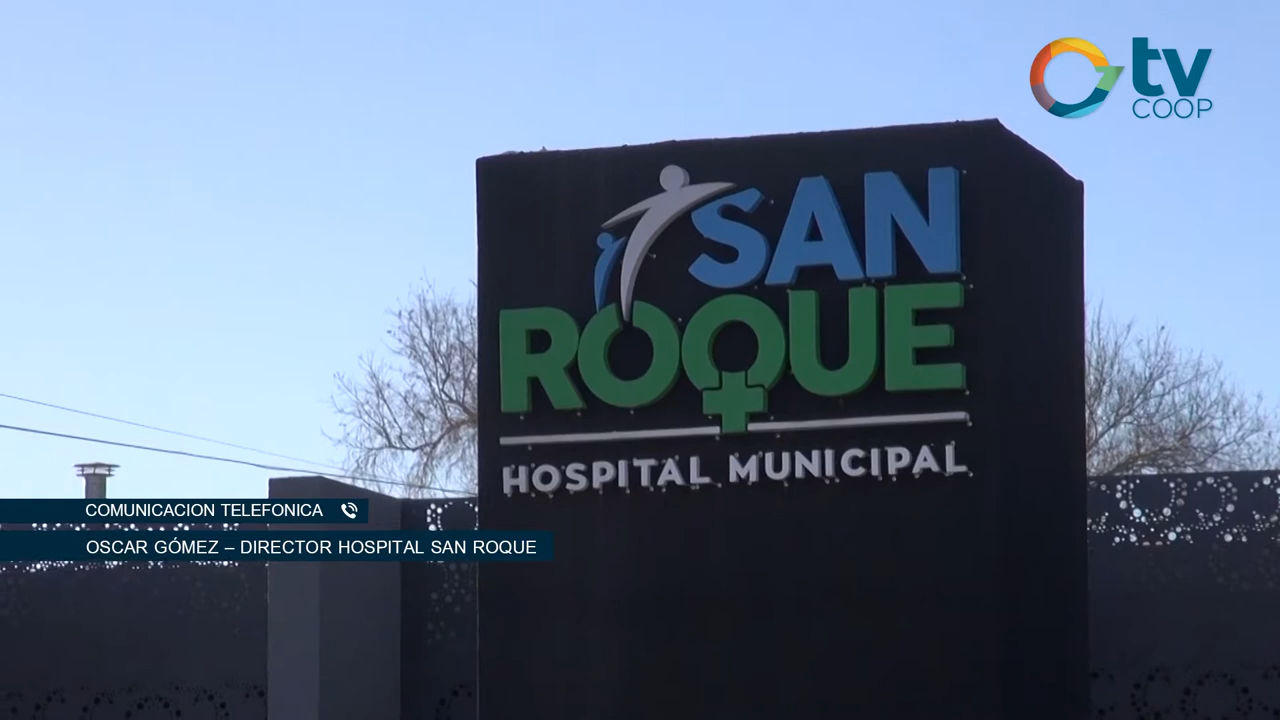 tv
COOP
SAN
ROQUE
HOSPITAL MUNICIPAL
COMUNICACION TELEFONICA
OSCAR GÓMEZ – DIRECTOR HOSPITAL SAN ROQUE